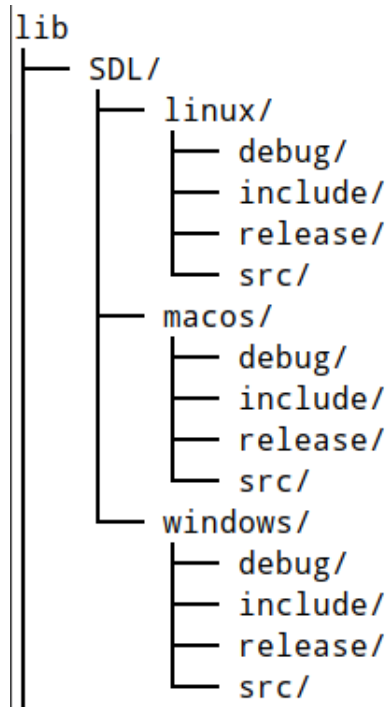 lib
SDL/
linux/
debug/
include/
release/
src/
macos/
debug/
include/
release/
src/
windows/
debug/
include/
release/
src/